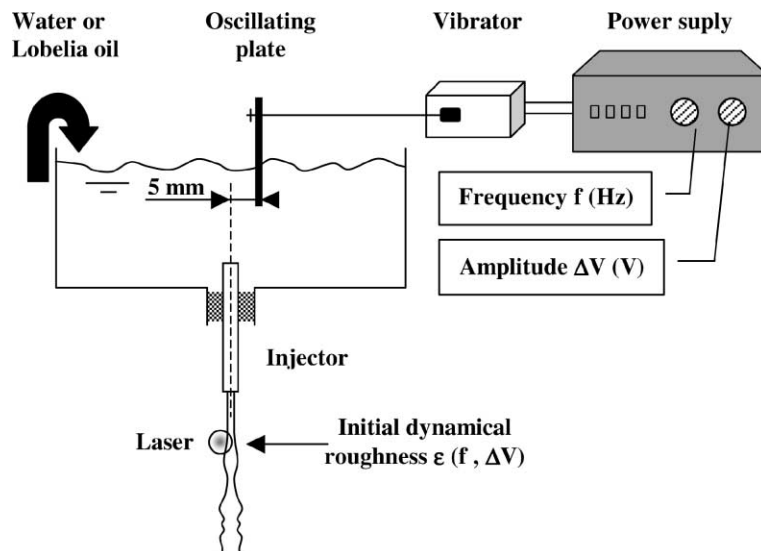 Water or
Lobelia oil
Oscillating
plate
Vibrator
Power suply
5 mm
Frequency f (Hz)
Amplitude ΔV (V)
Injector
Laser
Initial dynamical
roughness ε (f , ΔV)